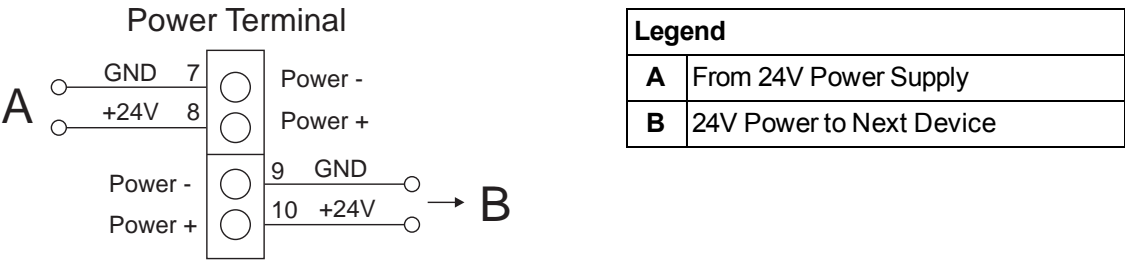 Power Terminal
GND 7 Power -
A +24V 8 Power +
Power - 9 GND
Power + 10 +24V B
Legend
A From 24V Power Supply
B 24V Power to Next Device